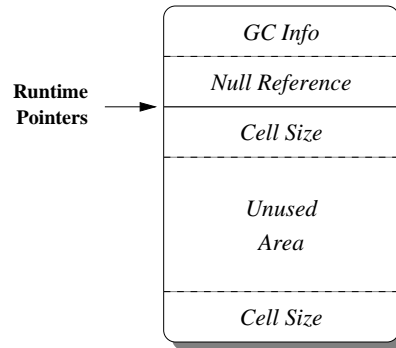 GC Info
Null Reference
Runtime
Pointers
Cell Size
Unused
Area
Cell Size